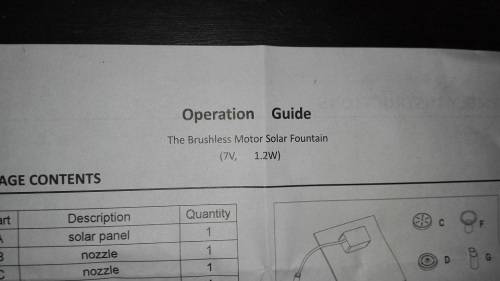 Operation Guide
The Brushless Motor Solar Fountain
(7V, 1.2W)
AGE CONTENTS
art Description Quantity
A solar panel 1
B nozzle 1
C nozzle 1
C F
D G